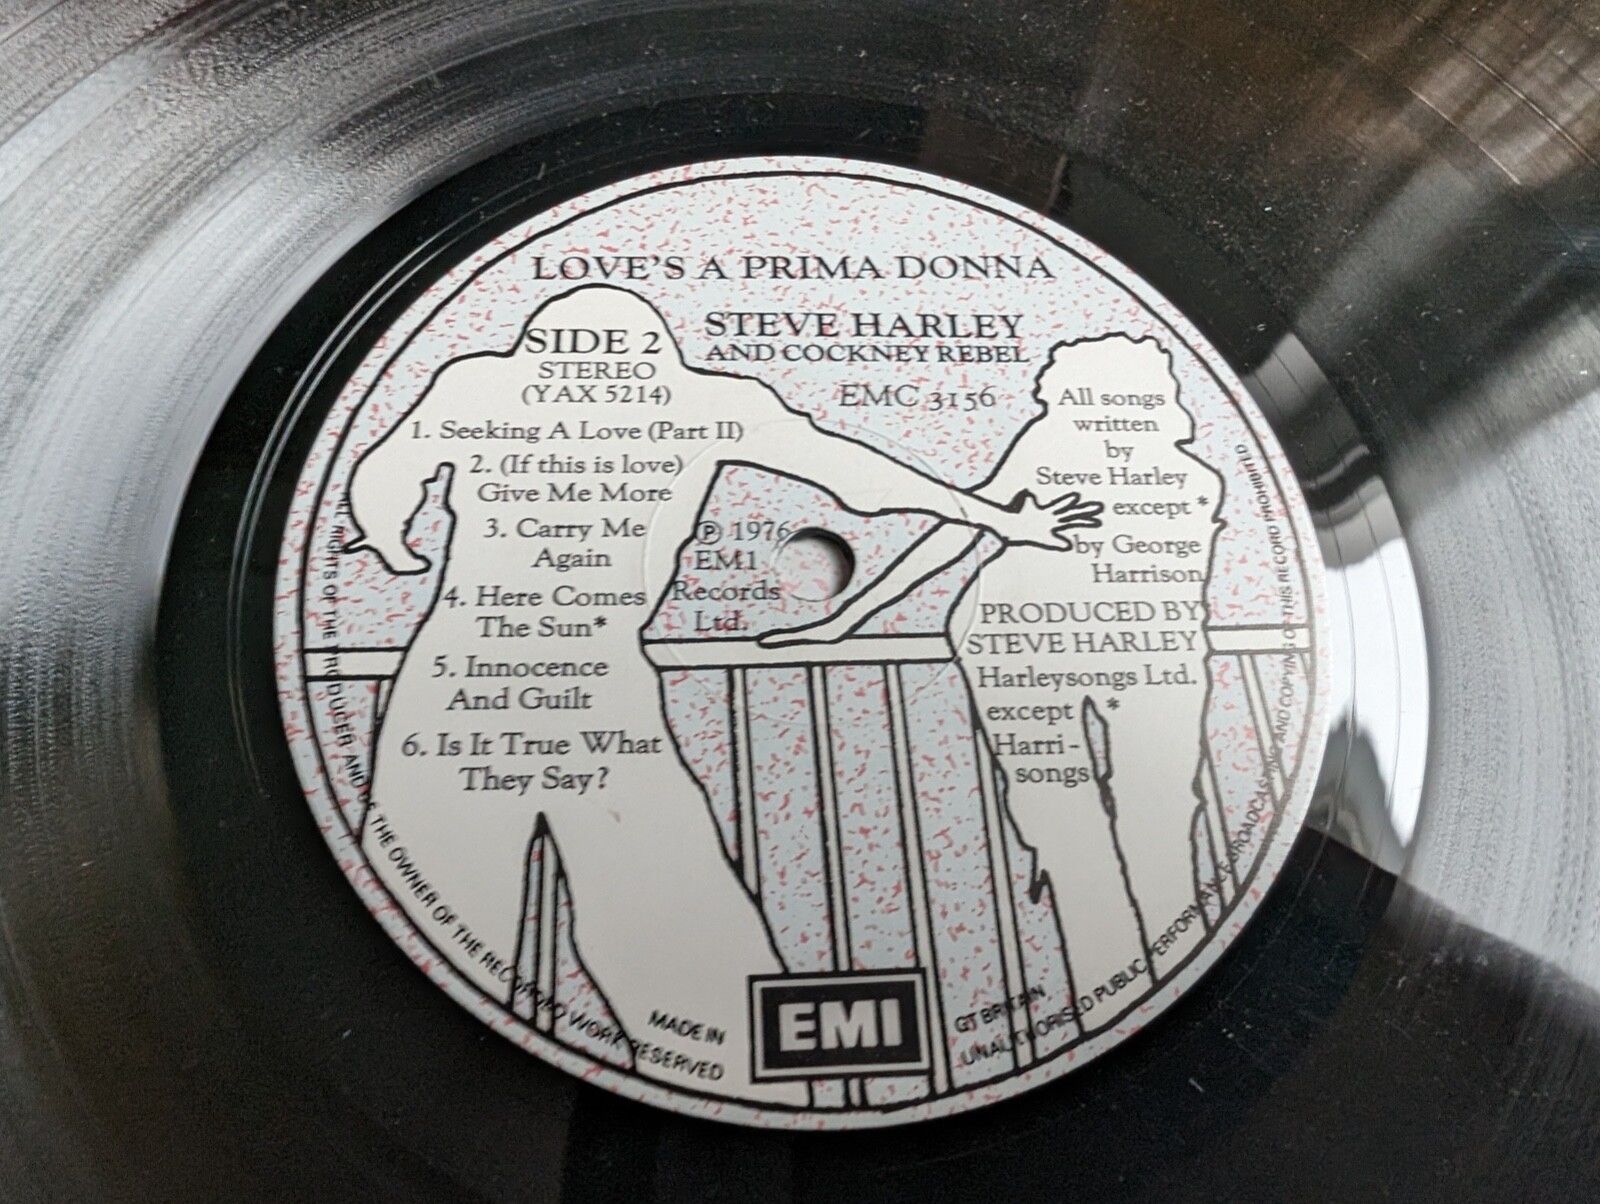 LOVE'S A PRIMA DONNA
STEVE HARLEY
AND COCKNEY REBEL
EMC 3156
SIDE 2
STEREO
(YAX 5214)
1. Seeking A Love (Part II)
2. (If this is love)
Give Me More
3. Carry Me
Again
4. Here Comes
The Sun*
5. Innocence
And Guilt
6. Is It True What
They Say?
℗ 1976
EMI
Records
Ltd.
All songs
written
by
Steve Harley
except *
by George
Harrison
PRODUCED BY
STEVE HARLEY
Harleysongs Ltd.
except *
Harri-
songs
EMI
MADE IN
GT BRITAIN
ALL RIGHTS OF THE PRODUCER AND OF THE OWNER OF THE RECORDED WORK RESERVED
UNAUTHORISED PUBLIC PERFORMANCE BROADCASTING AND COPYING OF THIS RECORD PROHIBITED